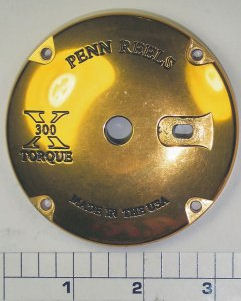 PENN REELS
X
300
TORQUE
MADE IN THE USA
1 2 3